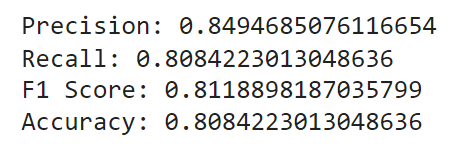 Precision: 0.8494685076116654
Recall: 0.8084223013048636
F1 Score: 0.8118898187035799
Accuracy: 0.8084223013048636